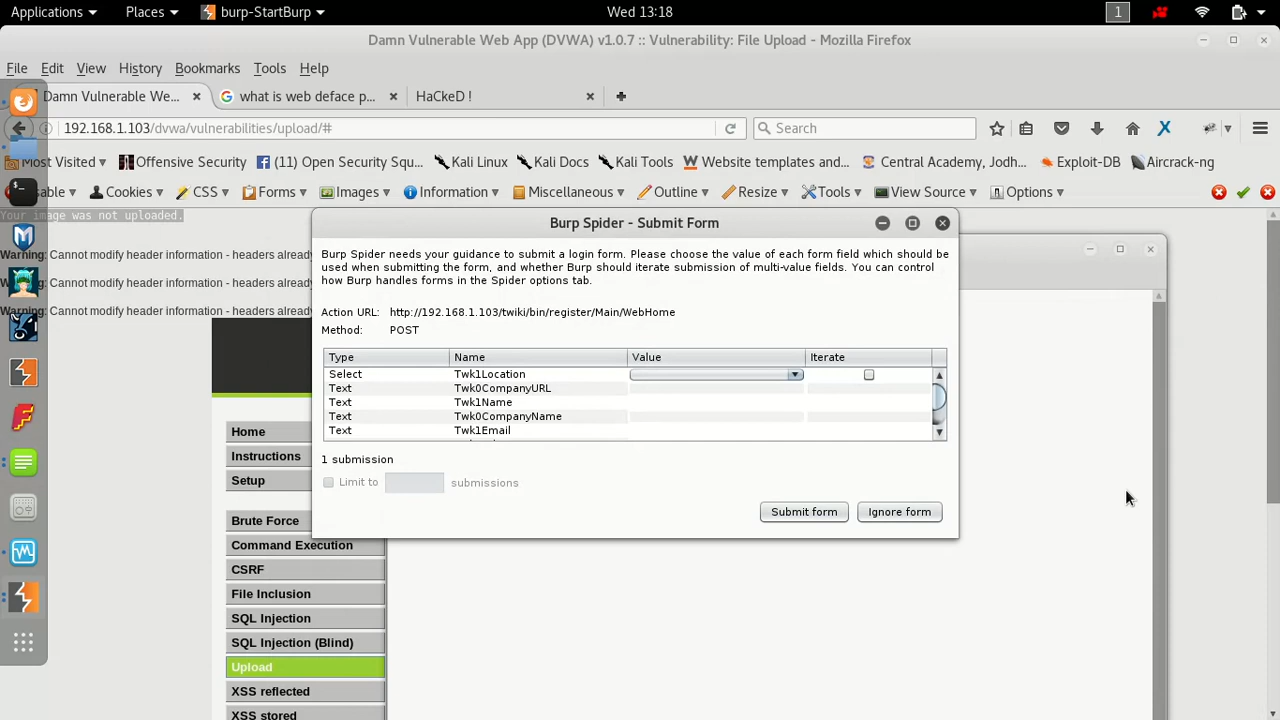 Applications Places burp-StartBurp Wed 13:18 1
Damn Vulnerable Web App (DVWA) v1.0.7 :: Vulnerability: File Upload - Mozilla Firefox
File Edit View History Bookmarks Tools Help
Damn Vulnerable We... what is web deface p... HaCkeD !
192.168.1.103/dvwa/vulnerabilities/upload/# Search
Most Visited Offensive Security (11) Open Security Squ... Kali Linux Kali Docs Kali Tools Website templates and... Central Academy, Jodh... Exploit-DB Aircrack-ng
Cookies CSS Forms Images Information Miscellaneous Outline Resize Tools View Source Options
Your image was not uploaded.
Warning: Cannot modify header information - headers already
Warning: Cannot modify header information - headers already
Warning: Cannot modify header information - headers already
Burp Spider - Submit Form
Burp Spider needs your guidance to submit a login form. Please choose the value of each form field which should be
used when submitting the form, and whether Burp should iterate submission of multi-value fields. You can control
how Burp handles forms in the Spider options tab.
Action URL: http://192.168.1.103/twiki/bin/register/Main/WebHome
Method: POST
Type Name Value Iterate
Select Twk1Location
Text Twk0CompanyURL
Text Twk1Name
Text Twk0CompanyName
Text Twk1Email
1 submission
Limit to submissions
Submit form Ignore form
Home
Instructions
Setup
Brute Force
Command Execution
CSRF
File Inclusion
SQL Injection
SQL Injection (Blind)
Upload
XSS reflected
XSS stored